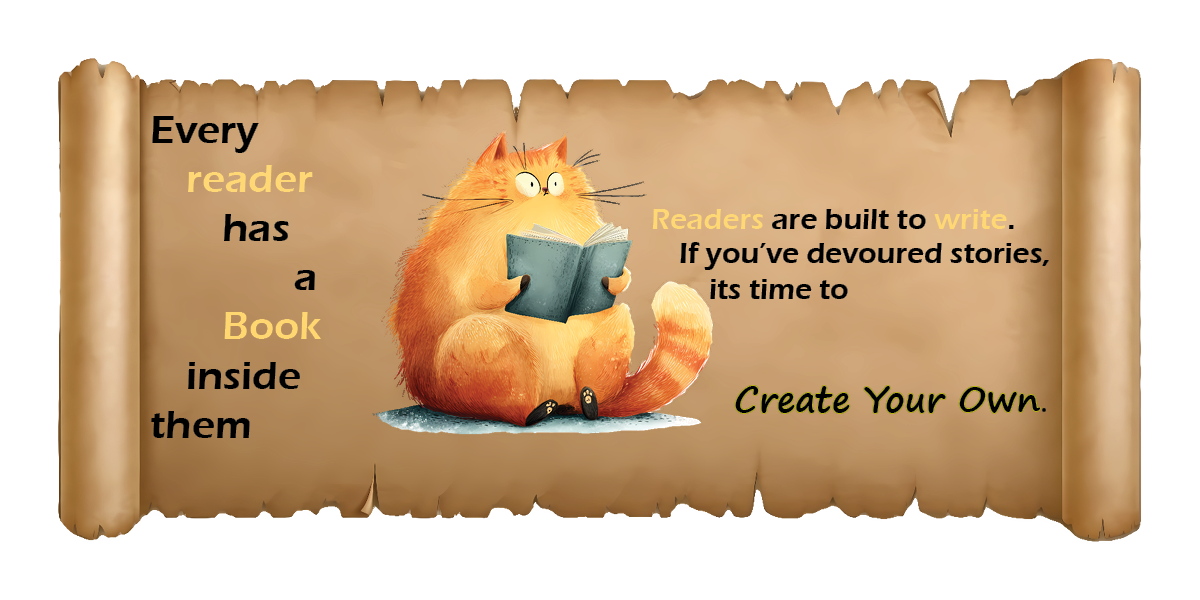 Every
reader
has
a
Book
inside
them
Readers are built to write.
If you’ve devoured stories,
its time to
Create Your Own.